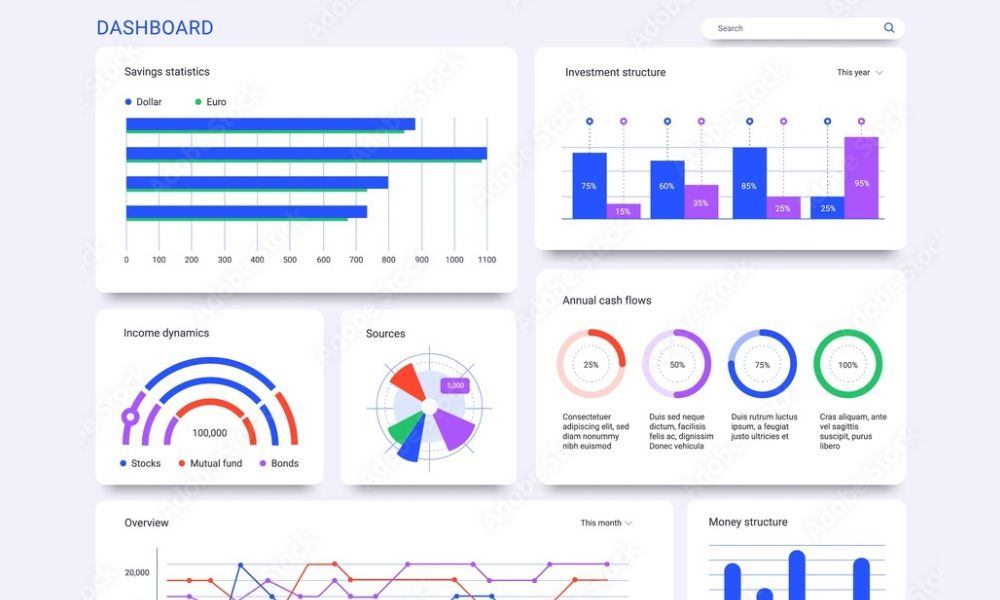 DASHBOARD
Search
Savings statistics
Dollar
Euro
0 100 200 300 400 500 600 700 800 900 1000 1100
Investment structure
This year
75%
15%
60%
35%
85%
25%
25%
95%
Income dynamics
100,000
Stocks
Mutual fund
Bonds
Sources
5,000
Annual cash flows
25%
50%
75%
100%
Consectetuer
adipiscing elit, sed
diam nonummy
nibh euismod
Duis sed neque
dictum, facilisis
felis ac, dignissim
Donec vehicula
Duis rutrum luctus
ipsum, a feugiat
justo ultricies et
Cras aliquam, ante
vel sagittis
suscipit, purus
libero
Overview
This month
20,000
Money structure
Adobe Stock